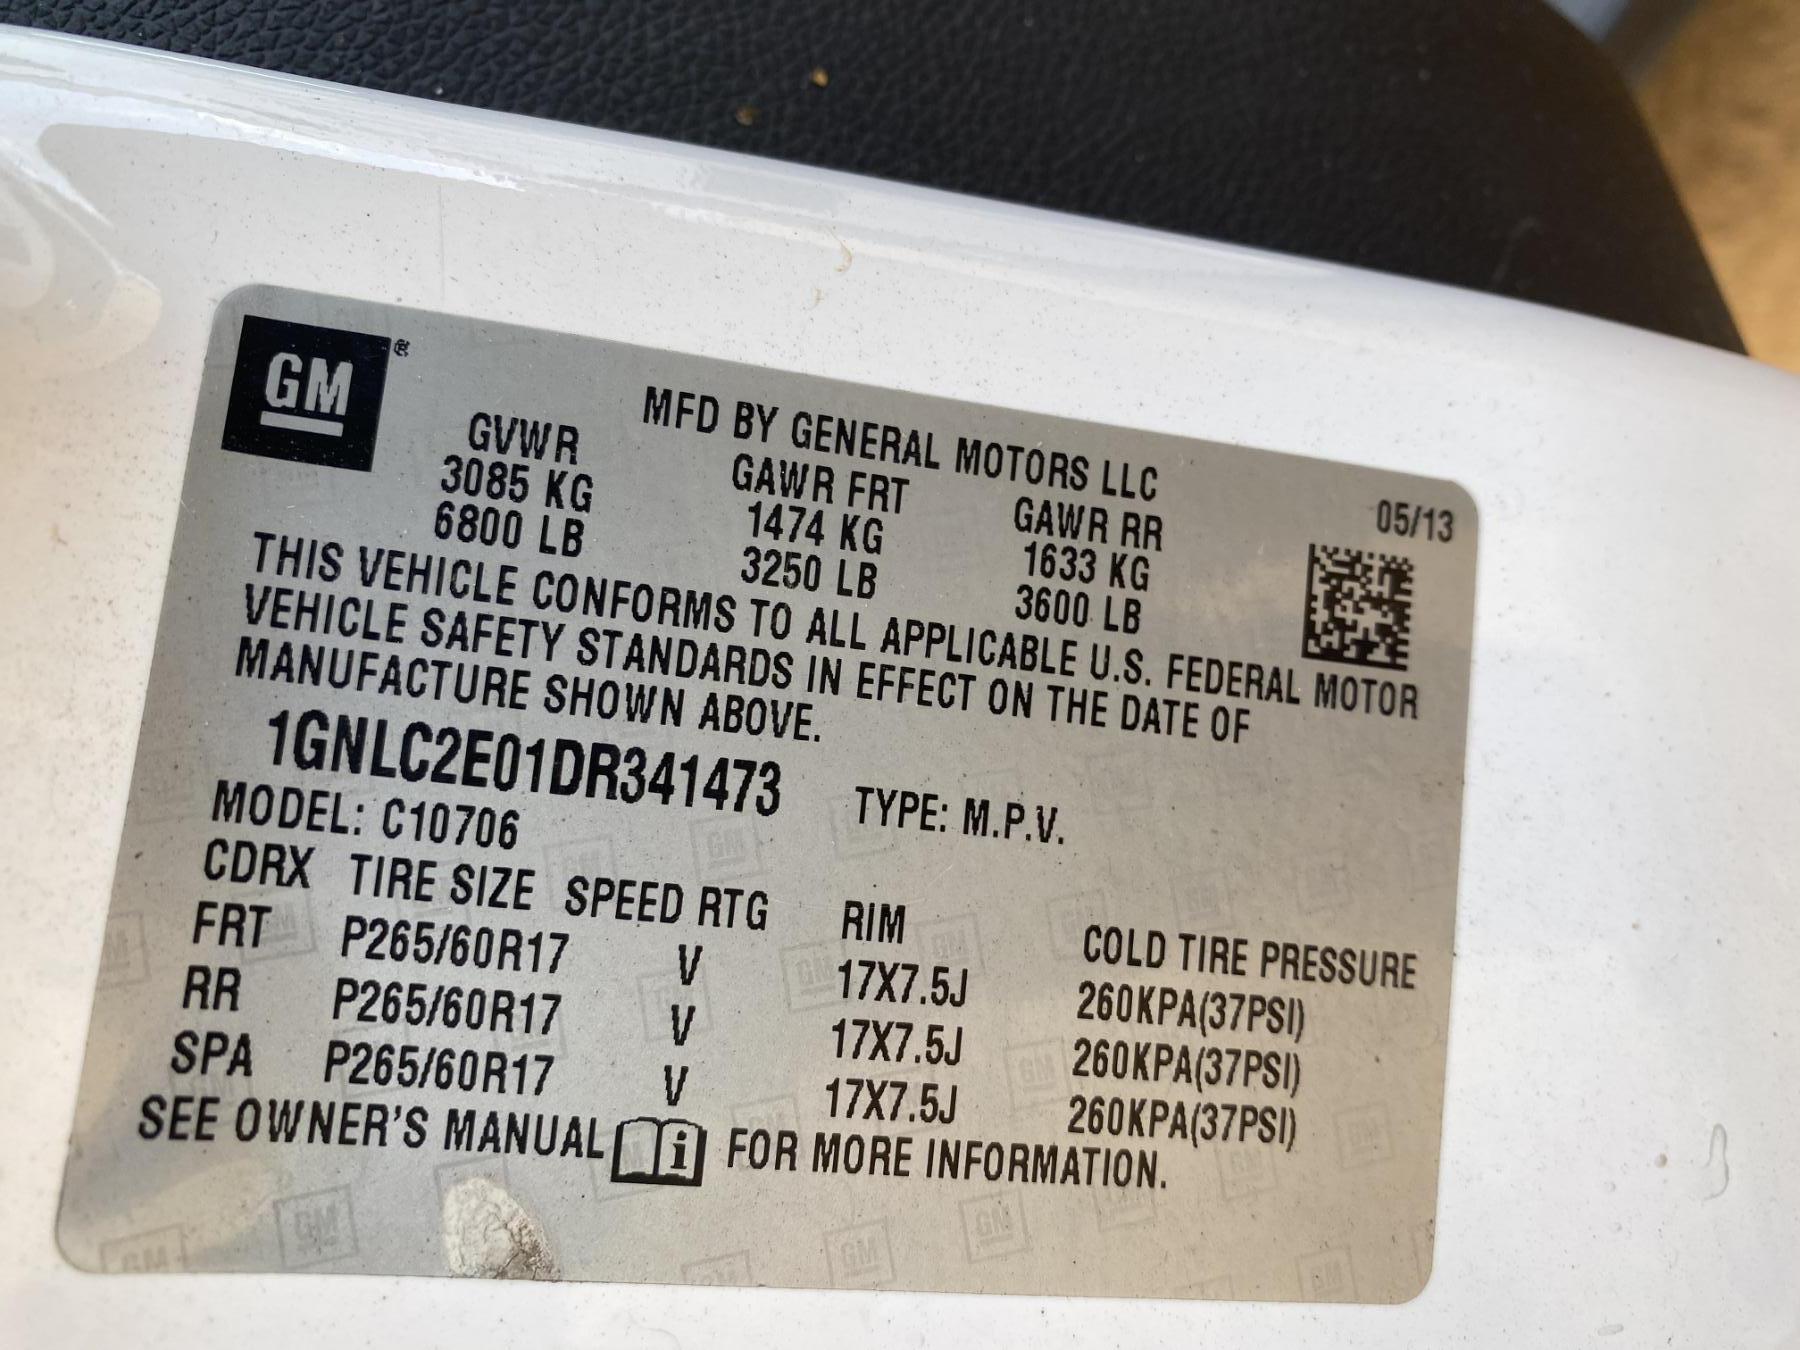 GM®
MFD BY GENERAL MOTORS LLC
05/13
GVWR GAWR FRT GAWR RR
3085 KG 1474 KG 1633 KG
6800 LB 3250 LB 3600 LB
THIS VEHICLE CONFORMS TO ALL APPLICABLE U.S. FEDERAL MOTOR
VEHICLE SAFETY STANDARDS IN EFFECT ON THE DATE OF
MANUFACTURE SHOWN ABOVE.
1GNLC2E01DR341473 TYPE: M.P.V.
MODEL: C10706
CDRX TIRE SIZE SPEED RTG RIM COLD TIRE PRESSURE
FRT P265/60R17 V 17X7.5J 260KPA(37PSI)
RR P265/60R17 V 17X7.5J 260KPA(37PSI)
SPA P265/60R17 V 17X7.5J 260KPA(37PSI)
SEE OWNER'S MANUAL i FOR MORE INFORMATION.